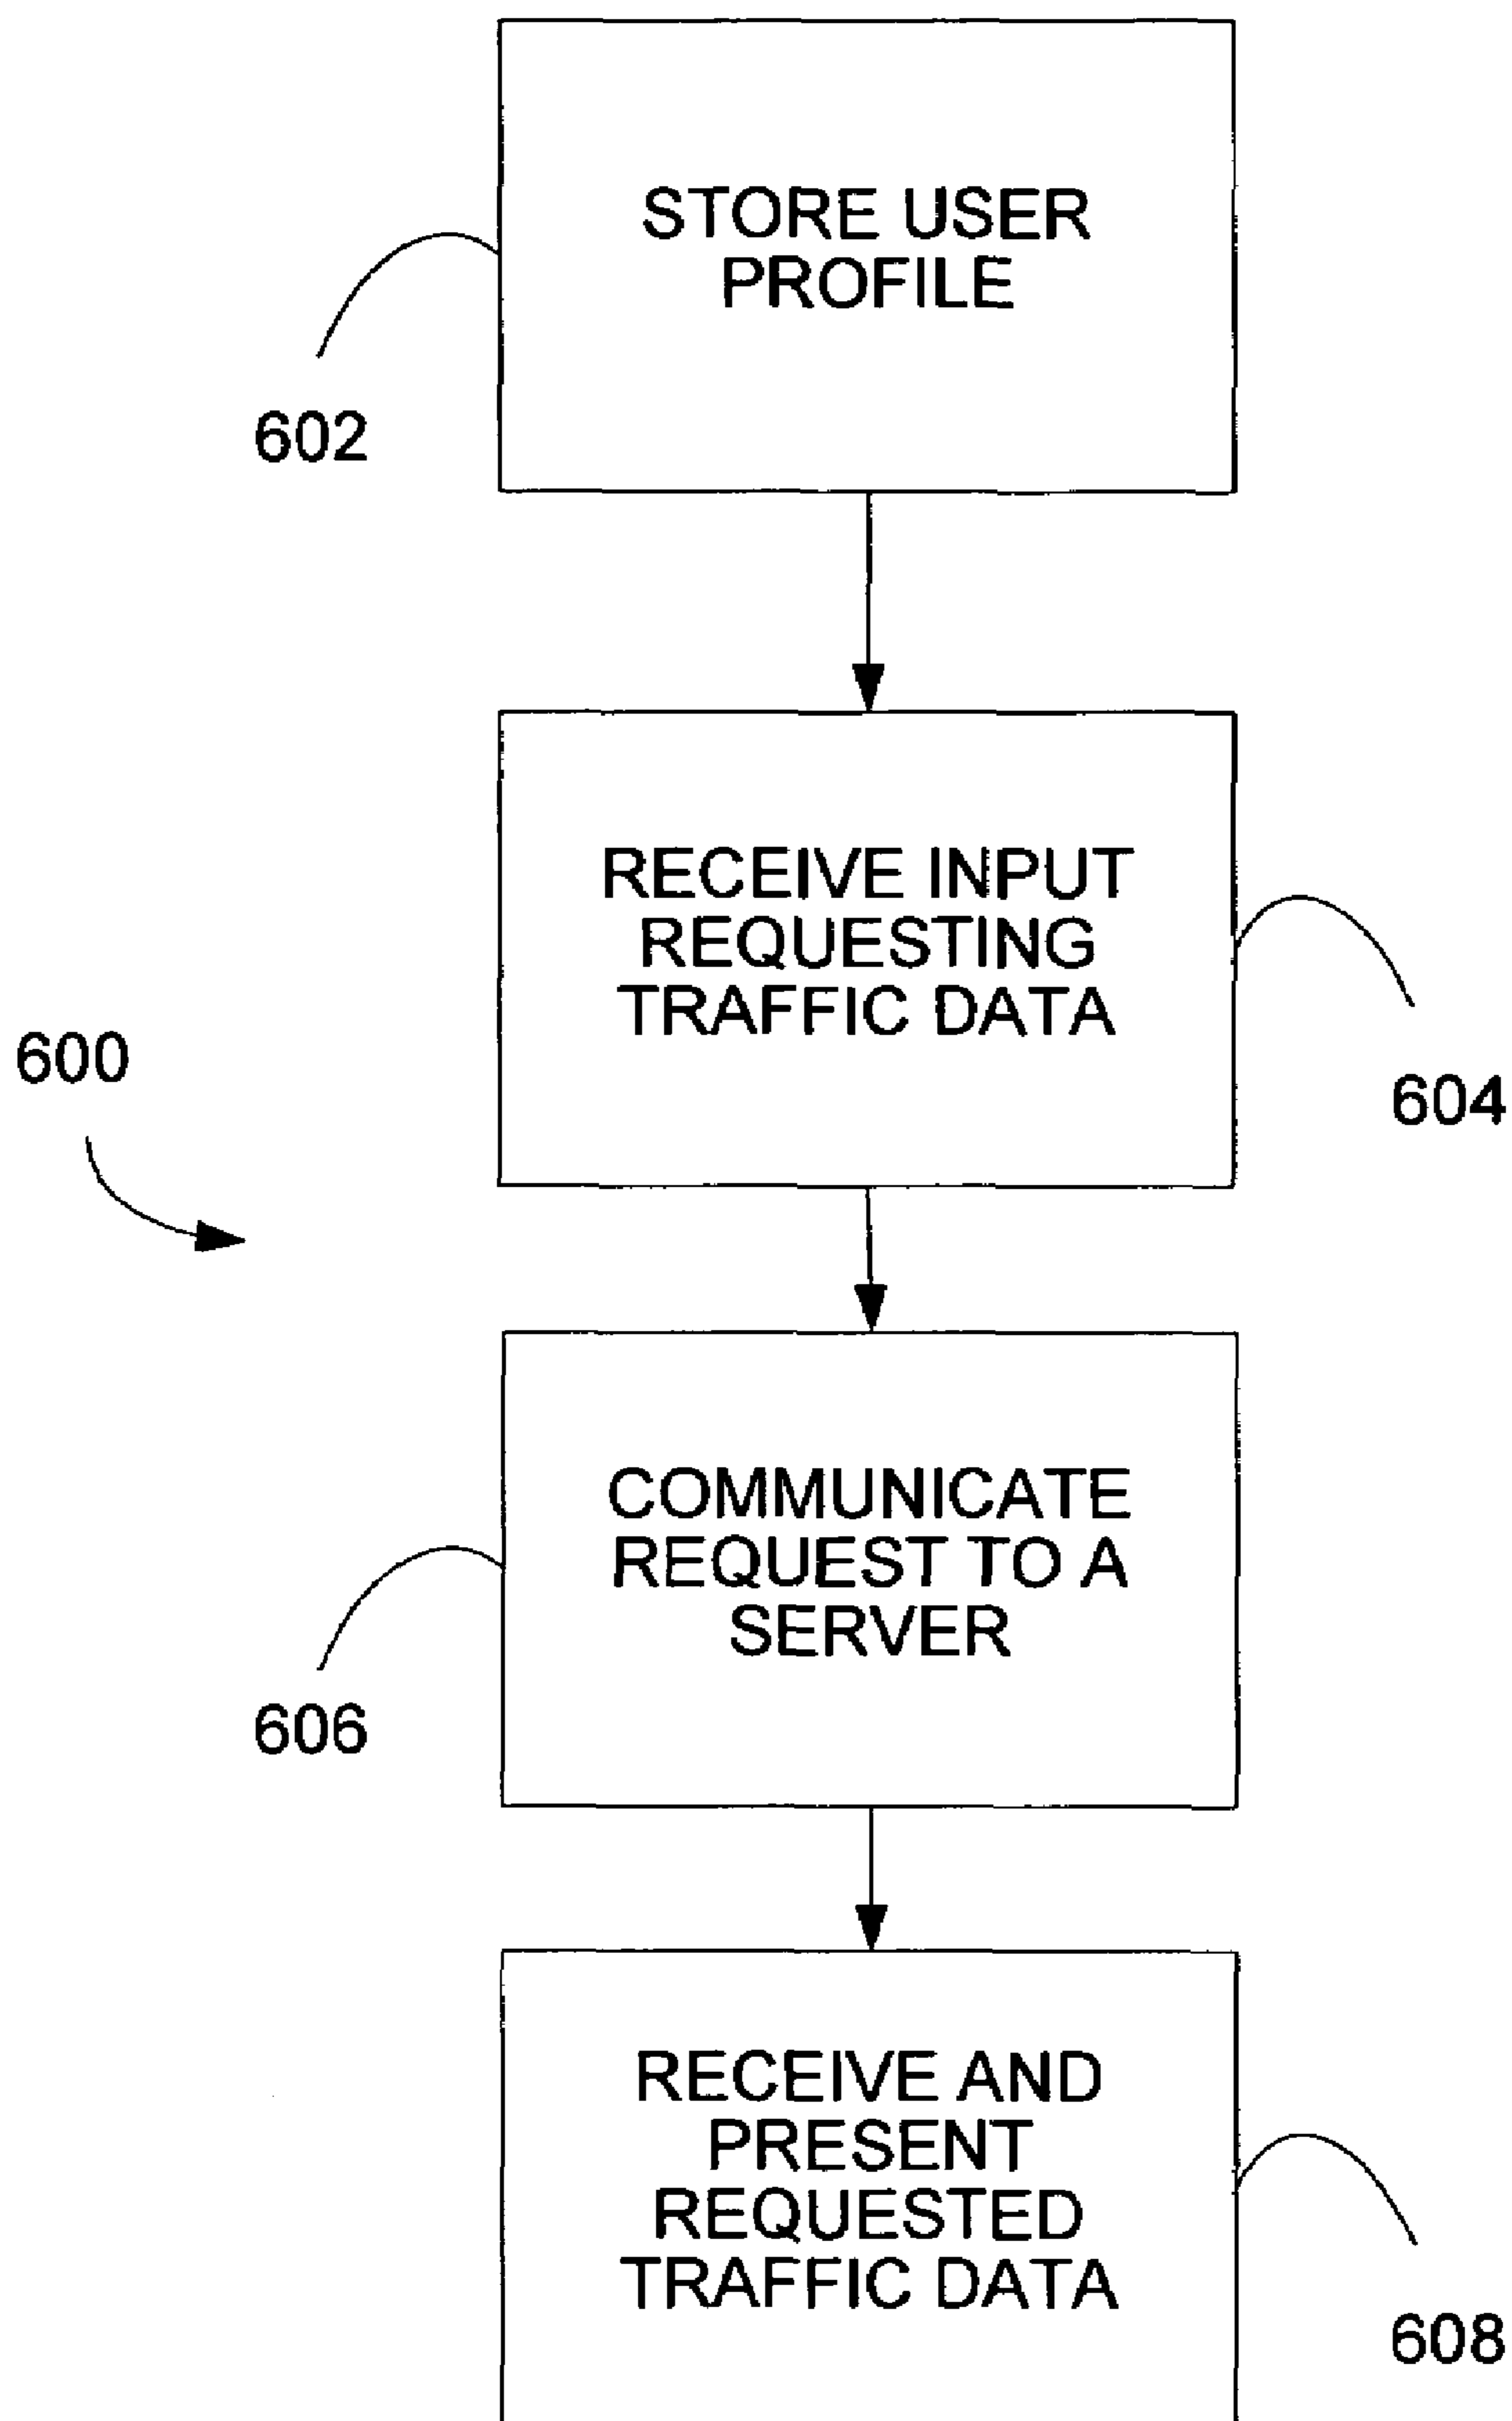 STORE USER
PROFILE
602
RECEIVE INPUT
REQUESTING
TRAFFIC DATA
600
604
COMMUNICATE
REQUEST TO A
SERVER
606
RECEIVE AND
PRESENT
REQUESTED
TRAFFIC DATA
608